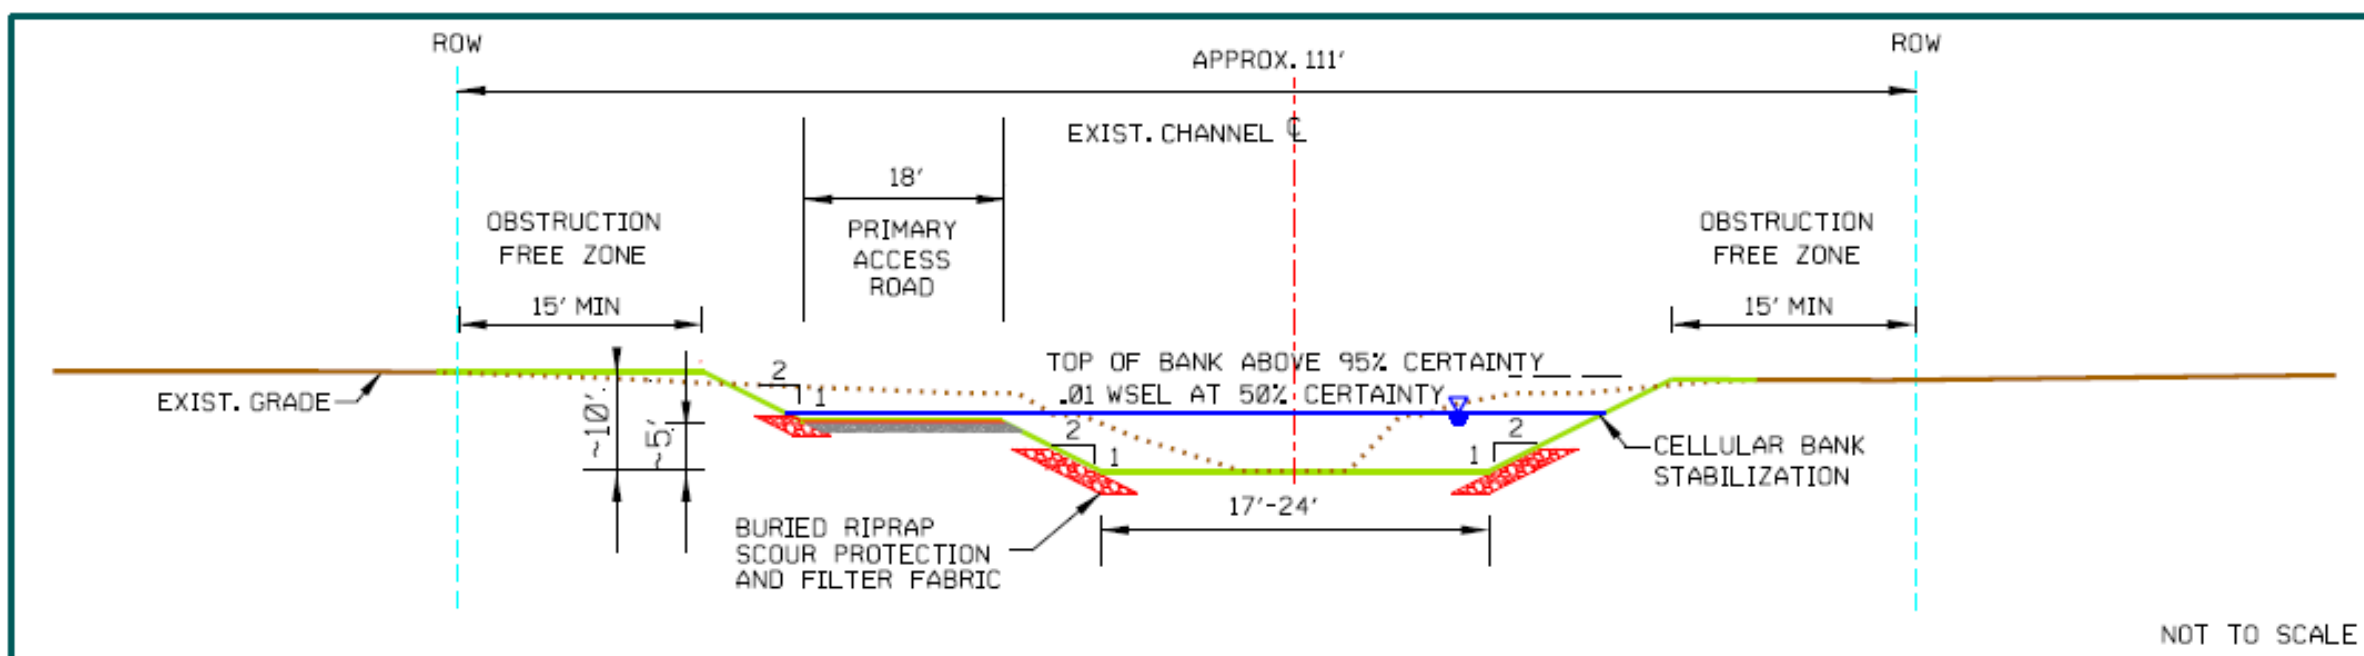 ROW
ROW
APPROX. 111'
EXIST. CHANNEL ℄
18'
PRIMARY
ACCESS
ROAD
OBSTRUCTION
FREE ZONE
15' MIN
OBSTRUCTION
FREE ZONE
15' MIN
TOP OF BANK ABOVE 95% CERTAINTY
.01 WSEL AT 50% CERTAINTY
EXIST. GRADE
2
1
~10'
~5'
2
1
2
1
CELLULAR BANK
STABILIZATION
17'-24'
BURIED RIPRAP
SCOUR PROTECTION
AND FILTER FABRIC
NOT TO SCALE